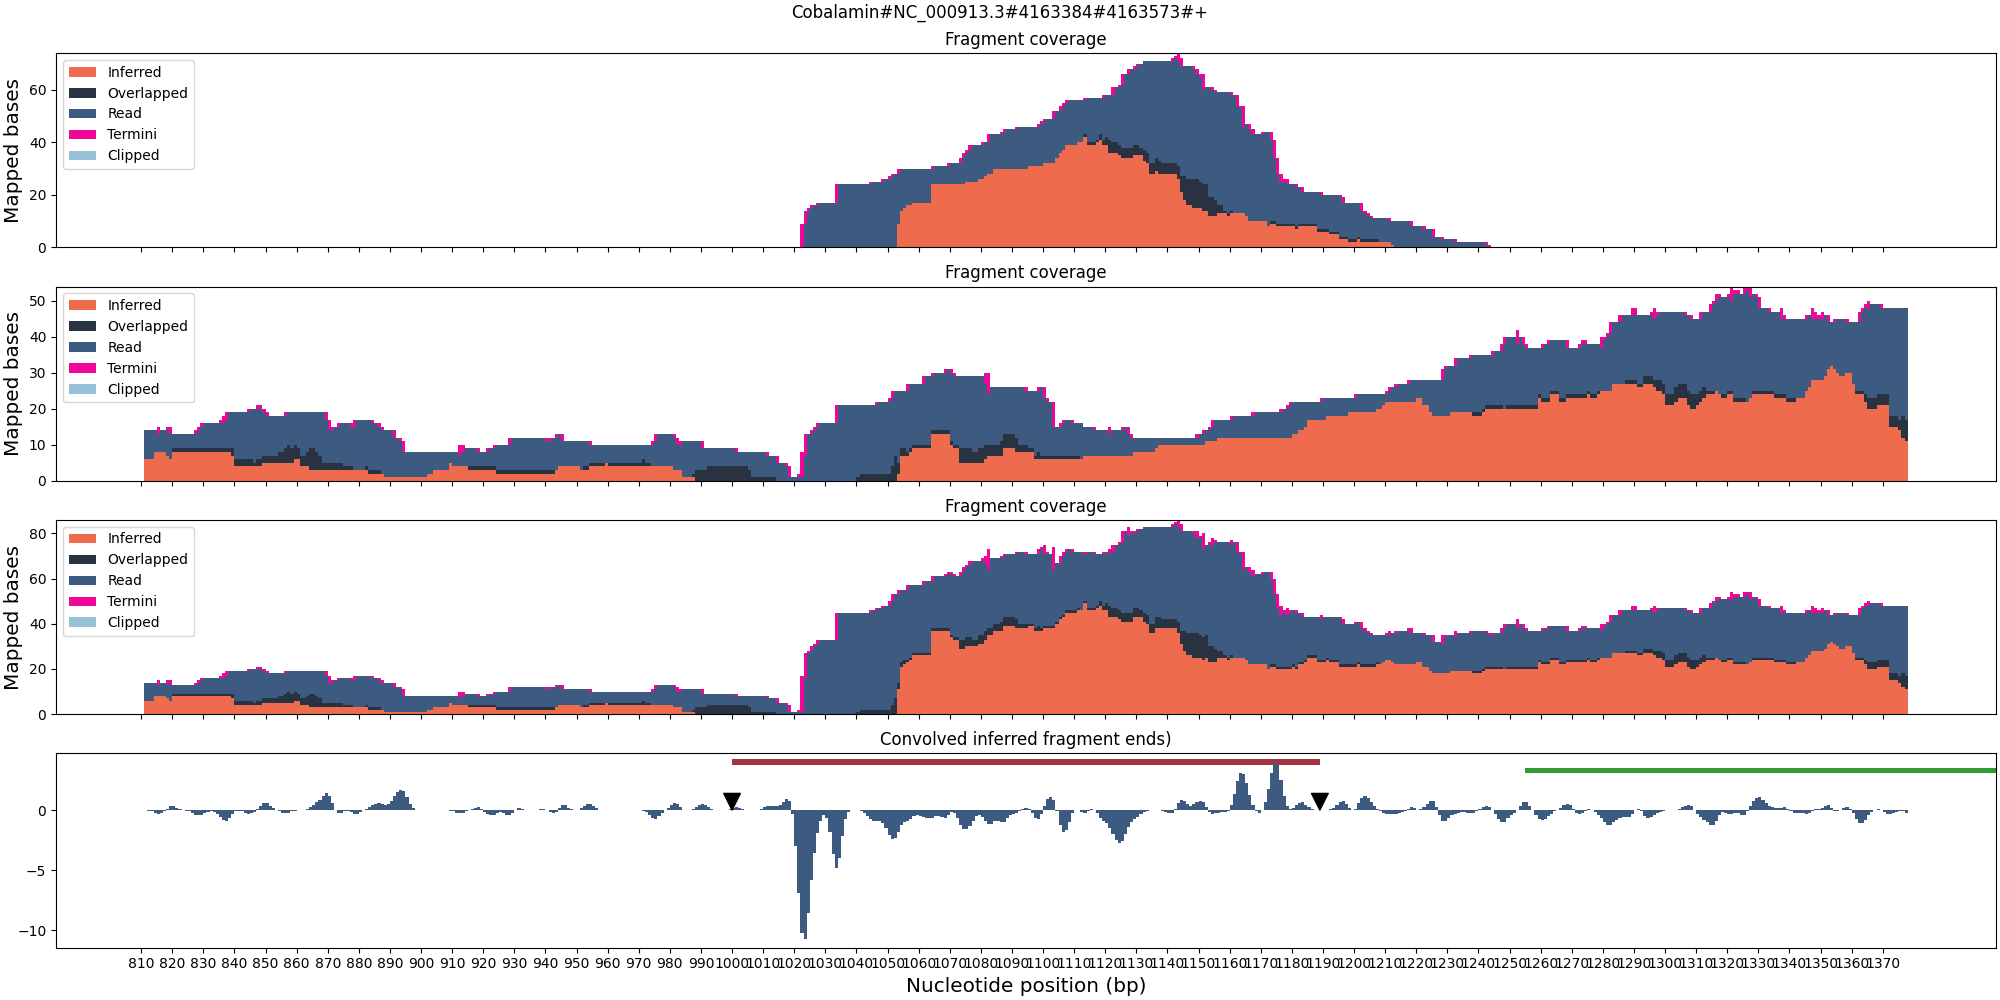 Cobalamin#NC_000913.3#4163384#4163573#+
Fragment coverage
Mapped bases
60
40
20
0
Inferred
Overlapped
Read
Termini
Clipped
Fragment coverage
Mapped bases
50
40
30
20
10
0
Inferred
Overlapped
Read
Termini
Clipped
Fragment coverage
Mapped bases
80
60
40
20
0
Inferred
Overlapped
Read
Termini
Clipped
Convolved inferred fragment ends)
0
−5
−10
810 820 830 840 850 860 870 880 890 900 910 920 930 940 950 960 970 980 990 1000 1010 1020 1030 1040 1050 1060 1070 1080 1090 1100 1110 1120 1130 1140 1150 1160 1170 1180 1190 1200 1210 1220 1230 1240 1250 1260 1270 1280 1290 1300 1310 1320 1330 1340 1350 1360 1370
Nucleotide position (bp)